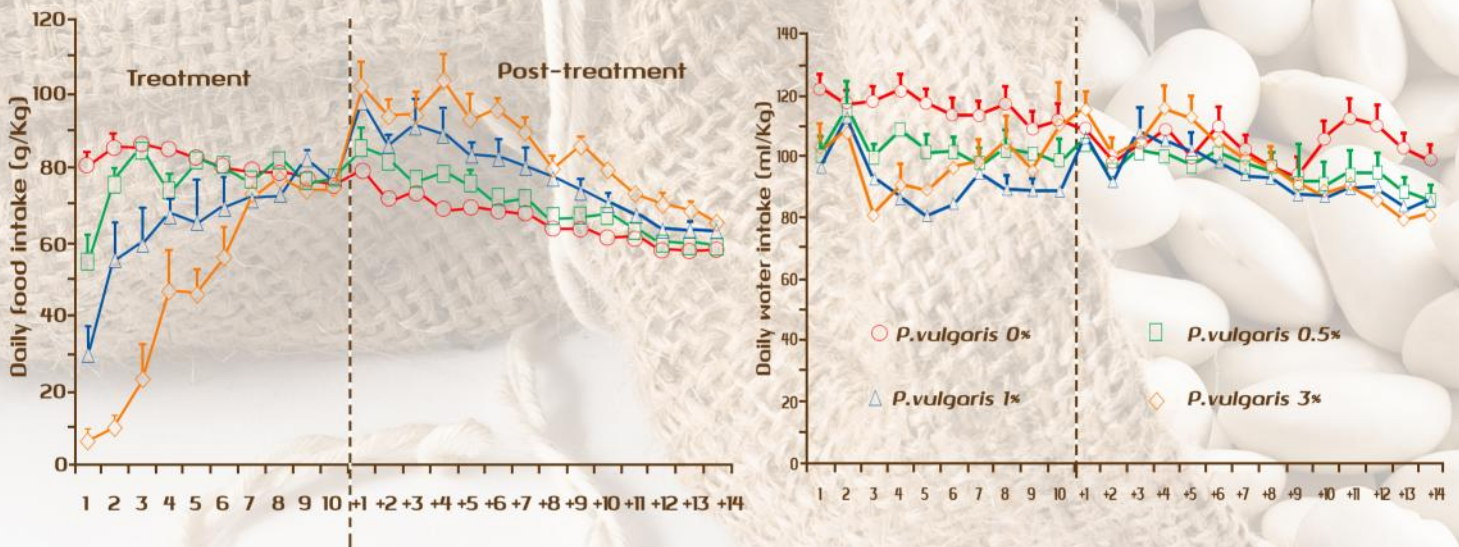 120
100
80
60
40
20
0
Daily food intake (g/Kg)
Treatment
Post-treatment
1 2 3 4 5 6 7 8 9 10 +1 +2 +3 +4 +5 +6 +7 +8 +9 +10 +11 +12 +13 +14
140
120
100
80
60
40
20
0
Daily water intake (ml/Kg)
P.vulgaris 0%
P.vulgaris 0.5%
P.vulgaris 1%
P.vulgaris 3%
1 2 3 4 5 6 7 8 9 10 +1 +2 +3 +4 +5 +6 +7 +8 +9 +10 +11 +12 +13 +14